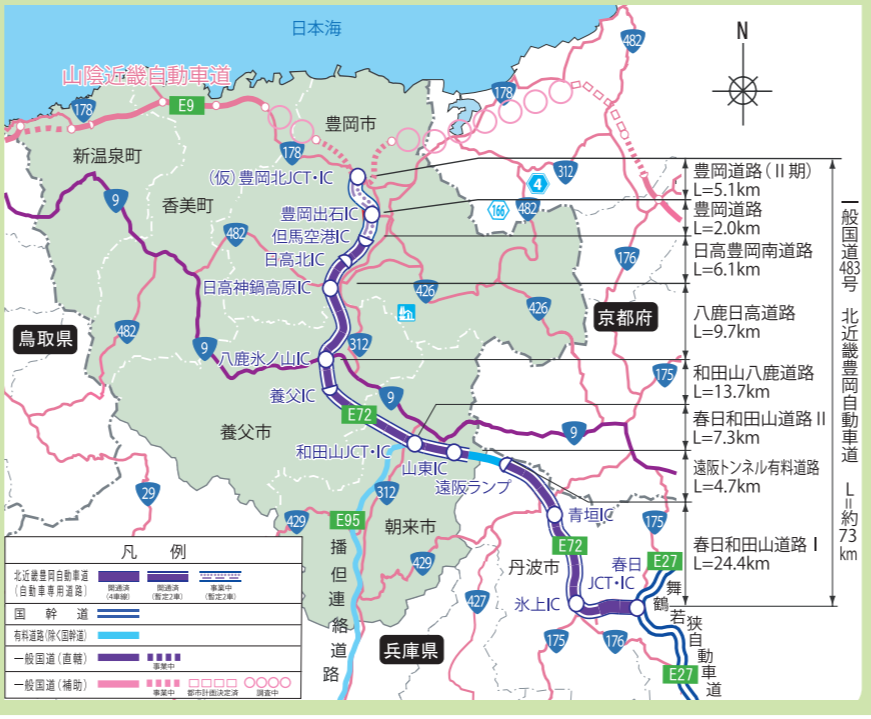 日本海
N
山陰近畿自動車道
482
178
E9
178
豊岡市
新温泉町
178
(仮)豊岡北JCT・IC
312
4
豊岡道路(Ⅱ期)
L=5.1km
9
香美町
豊岡出石IC
166
482
豊岡道路
L=2.0km
482
但馬空港IC
日高北IC
176
日高豊岡南道路
L=6.1km
日高神鍋高原IC
426
426
京都府
八鹿日高道路
L=9.7km
鳥取県
482
9
312
八鹿氷ノ山IC
175
和田山八鹿道路
L=13.7km
養父IC
9
E72
養父市
9
春日和田山道路Ⅱ
L=7.3km
和田山JCT・IC
山東IC
遠阪ランプ
遠阪トンネル有料道路
L=4.7km
29
312
429
E95
朝来市
青垣IC
175
E72
春日和田山道路Ⅰ
L=24.4km
一般国道483号 北近畿豊岡自動車道 L=約73km
播但連絡道路
429
丹波市
春日
JCT・IC
E27
427
氷上IC
舞鶴若狭自動車道
175
176
兵庫県
E27
凡例
北近畿豊岡自動車道
(自動車専用道路)
開通済
(4車線)
開通済
(暫定2車)
事業中
(暫定2車)
国幹道
有料道路(除く国幹道)
一般国道(直轄)
事業中
一般国道(補助)
事業中
都市計画決定済
調査中